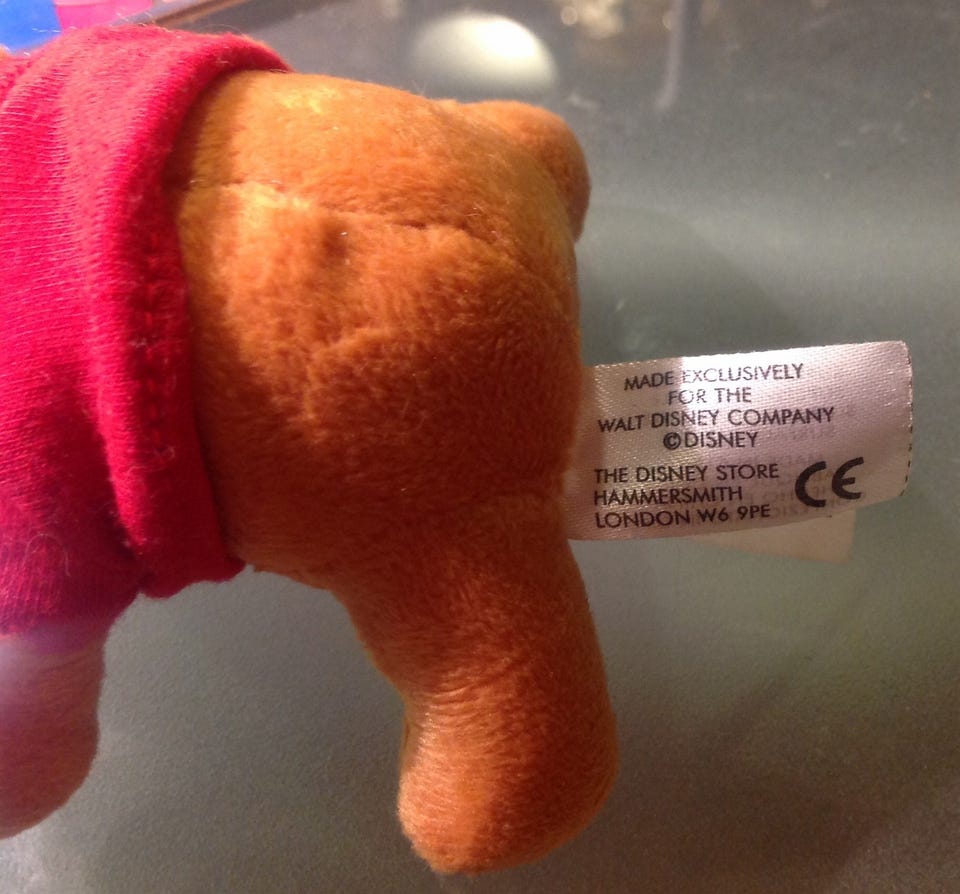 MADE EXCLUSIVELY
FOR THE
WALT DISNEY COMPANY
©DISNEY
THE DISNEY STORE
HAMMERSMITH
LONDON W6 9PE
CE